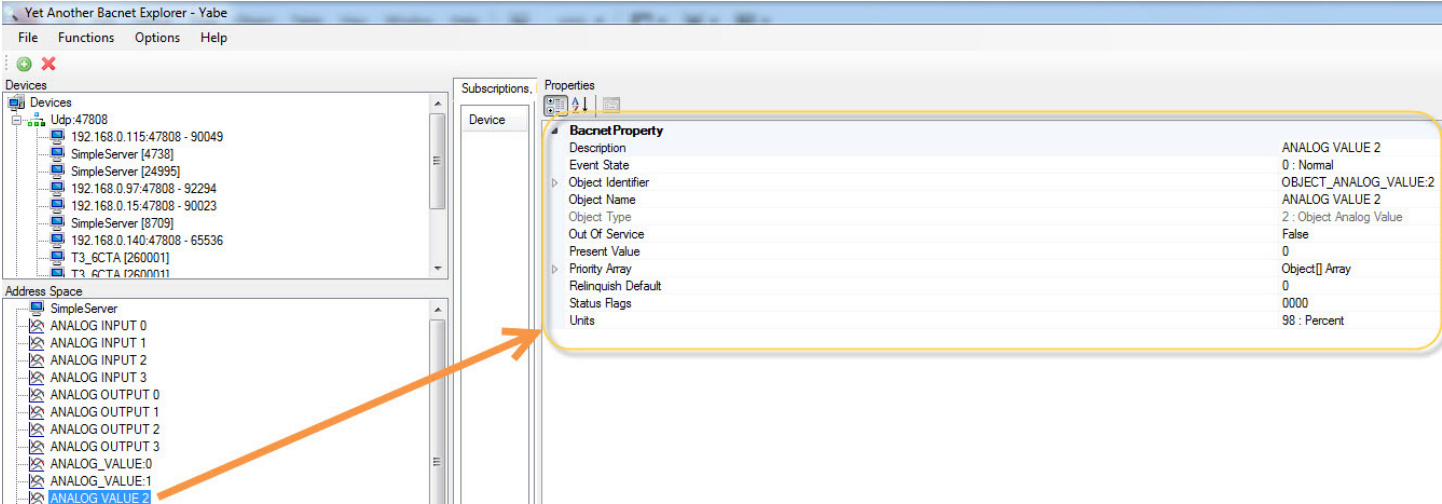 Yet Another Bacnet Explorer - Yabe
File Functions Options Help
Devices
Devices
Udp:47808
192.168.0.115:47808 - 90049
SimpleServer [4738]
SimpleServer [24995]
192.168.0.97:47808 - 92294
192.168.0.15:47808 - 90023
SimpleServer [8709]
192.168.0.140:47808 - 65536
T3_6CTA [260001]
T3_6CTA [260001]
Address Space
SimpleServer
ANALOG INPUT 0
ANALOG INPUT 1
ANALOG INPUT 2
ANALOG INPUT 3
ANALOG OUTPUT 0
ANALOG OUTPUT 1
ANALOG OUTPUT 2
ANALOG OUTPUT 3
ANALOG_VALUE:0
ANALOG_VALUE:1
ANALOG VALUE 2
Subscriptions,
Device
Properties
BacnetProperty
Description ANALOG VALUE 2
Event State 0 : Normal
Object Identifier OBJECT_ANALOG_VALUE:2
Object Name ANALOG VALUE 2
Object Type 2 : Object Analog Value
Out Of Service False
Present Value 0
Priority Array Object[] Array
Relinquish Default 0
Status Flags 0000
Units 98 : Percent